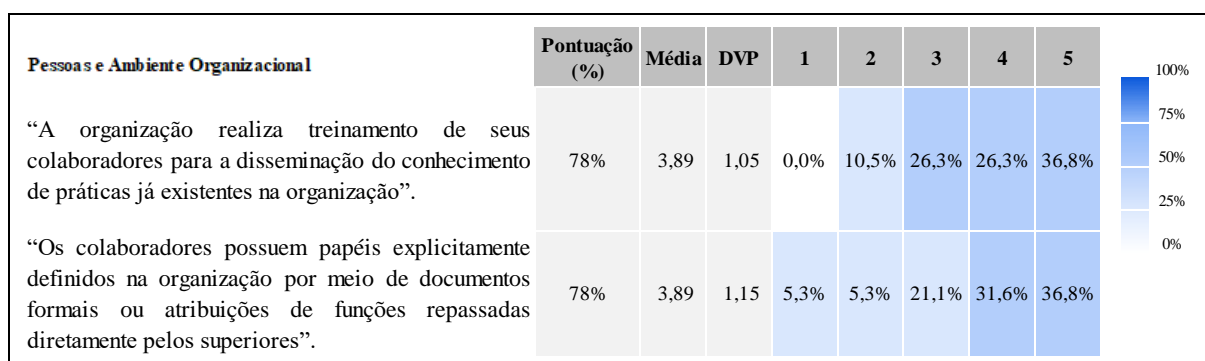 Pessoas e Ambiente Organizacional
Pontuação (%) Média DVP 1 2 3 4 5
“A organização realiza treinamento de seus
colaboradores para a disseminação do conhecimento
de práticas já existentes na organização”.
78% 3,89 1,05 0,0% 10,5% 26,3% 26,3% 36,8%
“Os colaboradores possuem papéis explicitamente
definidos na organização por meio de documentos
formais ou atribuições de funções repassadas
diretamente pelos superiores”.
78% 3,89 1,15 5,3% 5,3% 21,1% 31,6% 36,8%
100%
75%
50%
25%
0%